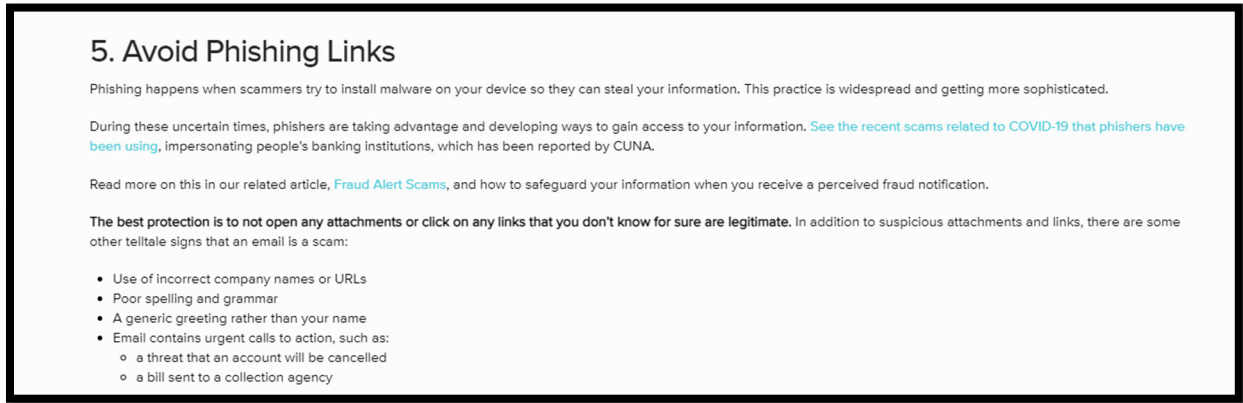 5. Avoid Phishing Links
Phishing happens when scammers try to install malware on your device so they can steal your information. This practice is widespread and getting more sophisticated.
During these uncertain times, phishers are taking advantage and developing ways to gain access to your information. See the recent scams related to COVID-19 that phishers have
been using, impersonating people's banking institutions, which has been reported by CUNA.
Read more on this in our related article, Fraud Alert Scams, and how to safeguard your information when you receive a perceived fraud notification.
The best protection is to not open any attachments or click on any links that you don't know for sure are legitimate. In addition to suspicious attachments and links, there are some
other telltale signs that an email is a scam:
• Use of incorrect company names or URLs
• Poor spelling and grammar
• A generic greeting rather than your name
• Email contains urgent calls to action, such as:
◦ a threat that an account will be cancelled
◦ a bill sent to a collection agency